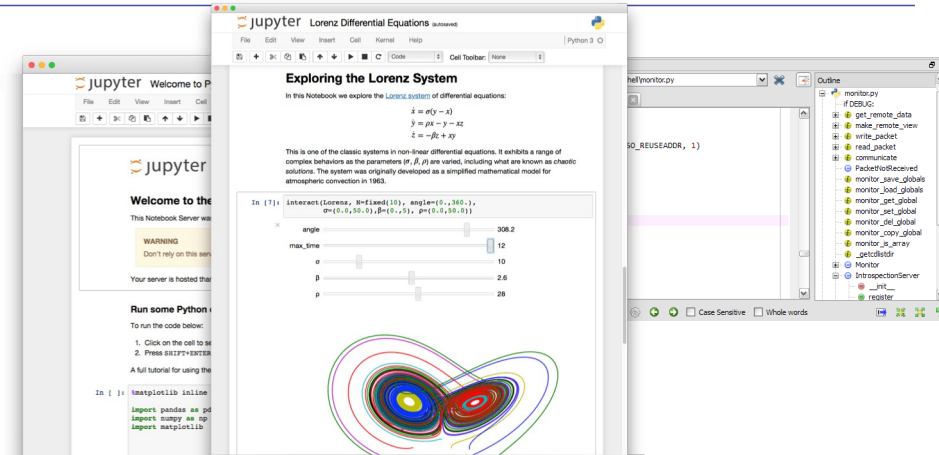 jupyter Lorenz Differential Equations (autosaved)
File Edit View Insert Cell Kernel Help Python 3
Code Cell Toolbar: None
Exploring the Lorenz System
In this Notebook we explore the Lorenz system of differential equations:
ẋ = σ(y − x)
ẏ = ρx − y − xz
ż = −βz + xy
This is one of the classic systems in non-linear differential equations. It exhibits a range of
complex behaviors as the parameters (σ, β, ρ) are varied, including what are known as chaotic
solutions. The system was originally developed as a simplified mathematical model for
atmospheric convection in 1963.
In [7]: interact(Lorenz, N=fixed(10), angle=(0.,360.),
σ=(0.0,50.0),β=(0.,5), ρ=(0.0,50.0))
angle 308.2
max_time 12
σ 10
β 2.6
ρ 28
jupyter Welcome to P
File Edit View Insert Cell
jupyter
Welcome to the
This Notebook Server was
WARNING
Don't rely on this serv
Your server is hosted than
Run some Python
To run the code below:
1. Click on the cell to se
2. Press SHIFT+ENTER
A full tutorial for using the
In [ ]: %matplotlib inline
import pandas as pd
import numpy as np
import matplotlib
hell\monitor.py
SO_REUSEADDR, 1)
Case Sensitive Whole words
Outline
monitor.py
if DEBUG:
get_remote_data
make_remote_view
write_packet
read_packet
communicate
PacketNotReceived
monitor_save_globals
monitor_load_globals
monitor_get_global
monitor_set_global
monitor_del_global
monitor_copy_global
monitor_is_array
_getcdlistdir
Monitor
IntrospectionServer
__init__
register